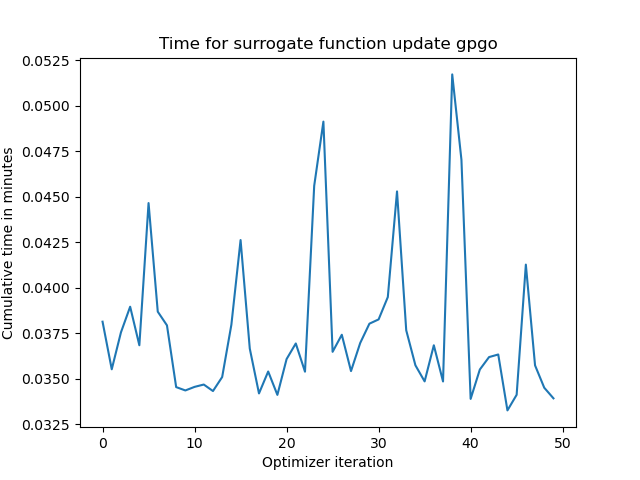 Time for surrogate function update gpgo
0.0525
0.0500
0.0475
0.0450
0.0425
0.0400
0.0375
0.0350
0.0325
Cumulative time in minutes
0 10 20 30 40 50
Optimizer iteration